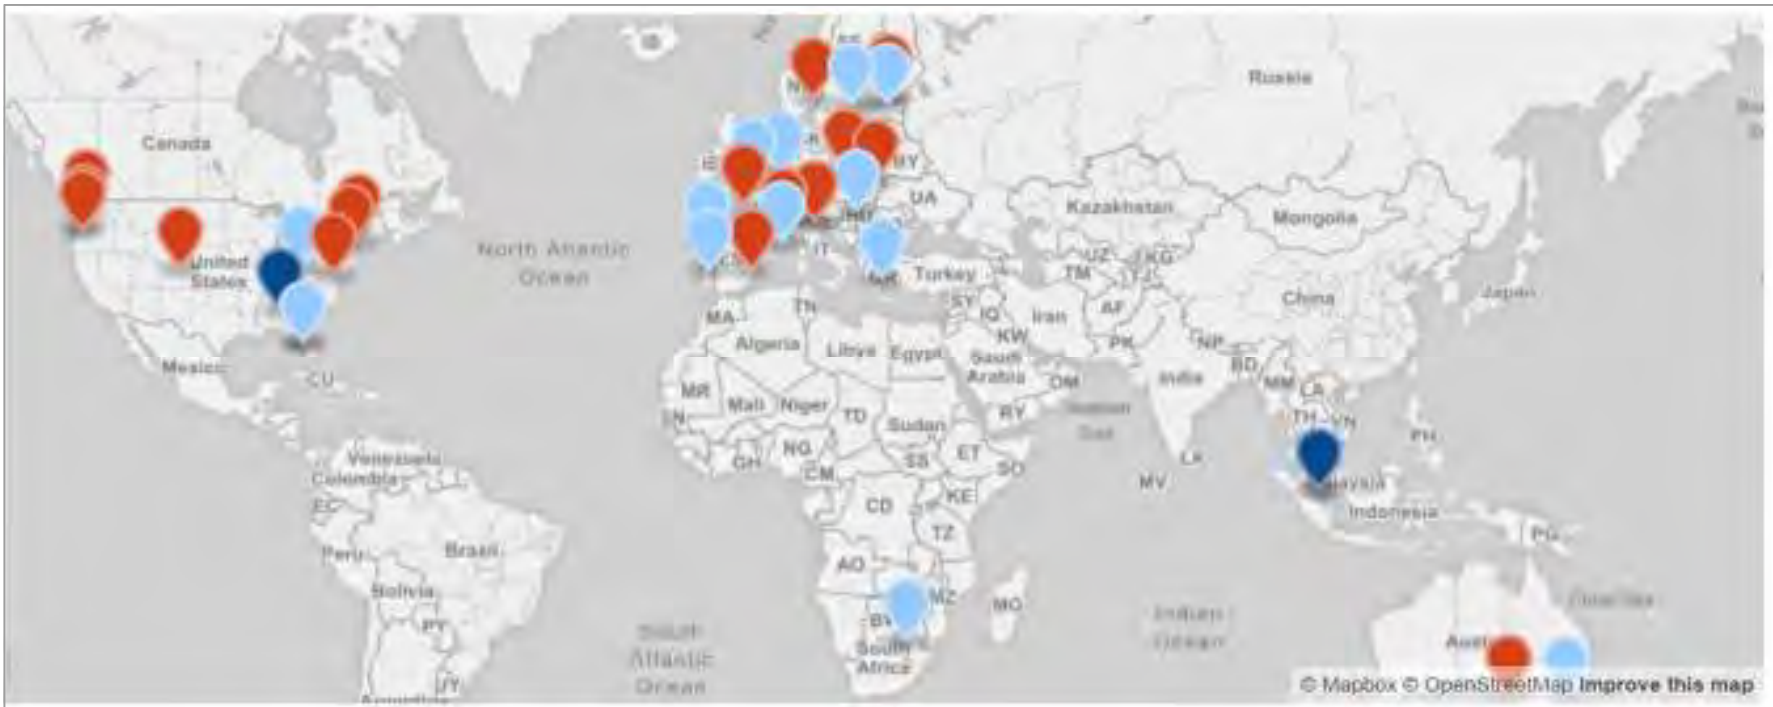 Russia
Canada
BY
UA
Kazakhstan
Mongolia
North Atlantic
Ocean
United
States
IT
UZ
KG
TM
TJ
Turkey
China
Japan
SY
IQ
Iran
AF
TN
MA
KW
PK
NP
Algeria
Libya
Egypt
Saudi
Arabia
BD
Mexico
OM
India
MM
LA
CU
MR
Mali
Niger
TD
RY
TH
VN
Sudan
PH
NG
ET
GH
SS
SO
Venezuela
CM
LK
Colombia
MV
KE
CD
EC
Indonesia
TZ
PG
Peru
Brasil
AO
Bolivia
MZ
MG
Indian
Ocean
PY
South
Atlantic
Ocean
South
Africa
UY
© Mapbox © OpenStreetMap Improve this map